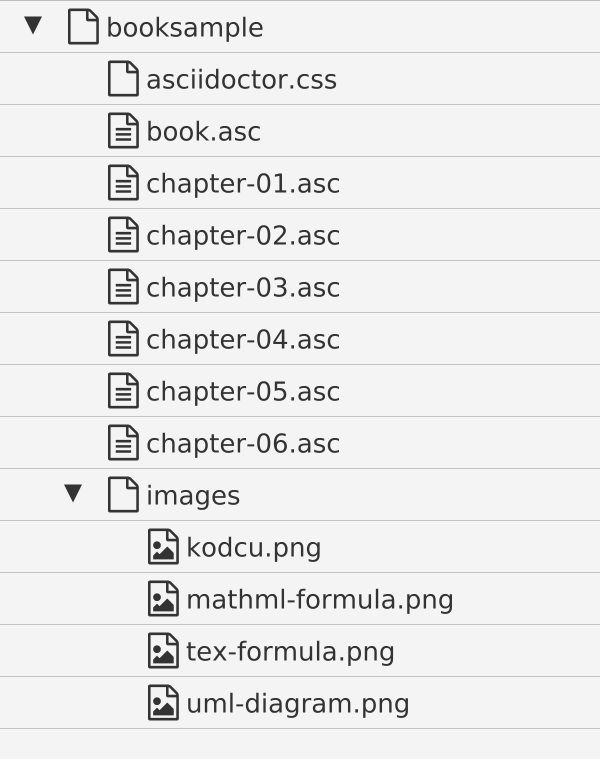 booksample
asciidoctor.css
book.asc
chapter-01.asc
chapter-02.asc
chapter-03.asc
chapter-04.asc
chapter-05.asc
chapter-06.asc
images
kodcu.png
mathml-formula.png
tex-formula.png
uml-diagram.png